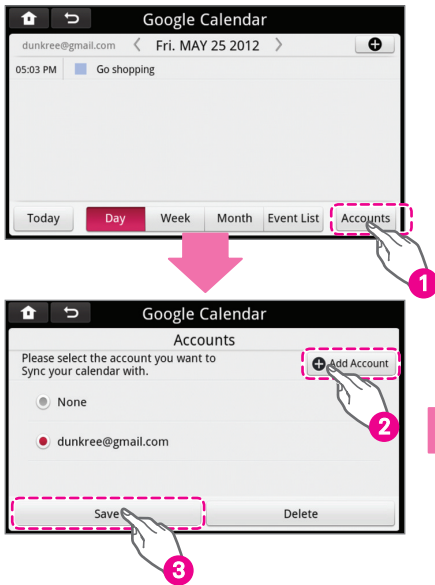 Google Calendar
dunkree@gmail.com Fri. MAY 25 2012
05:03 PM Go shopping
Today Day Week Month Event List Accounts
1
Google Calendar
Accounts
Please select the account you want to
Sync your calendar with.
Add Account
None
2
dunkree@gmail.com
Save Delete
3